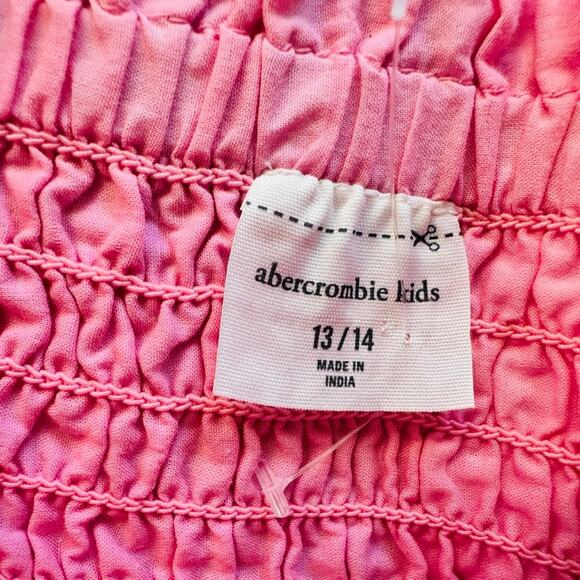 abercrombie kids
13/14
MADE IN
INDIA